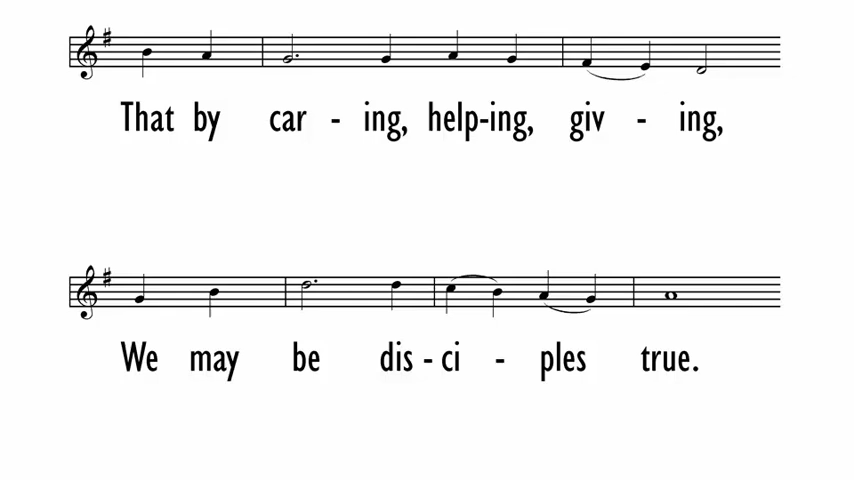 That by car - ing, help-ing, giv - ing,
We may be dis - ci - ples true.